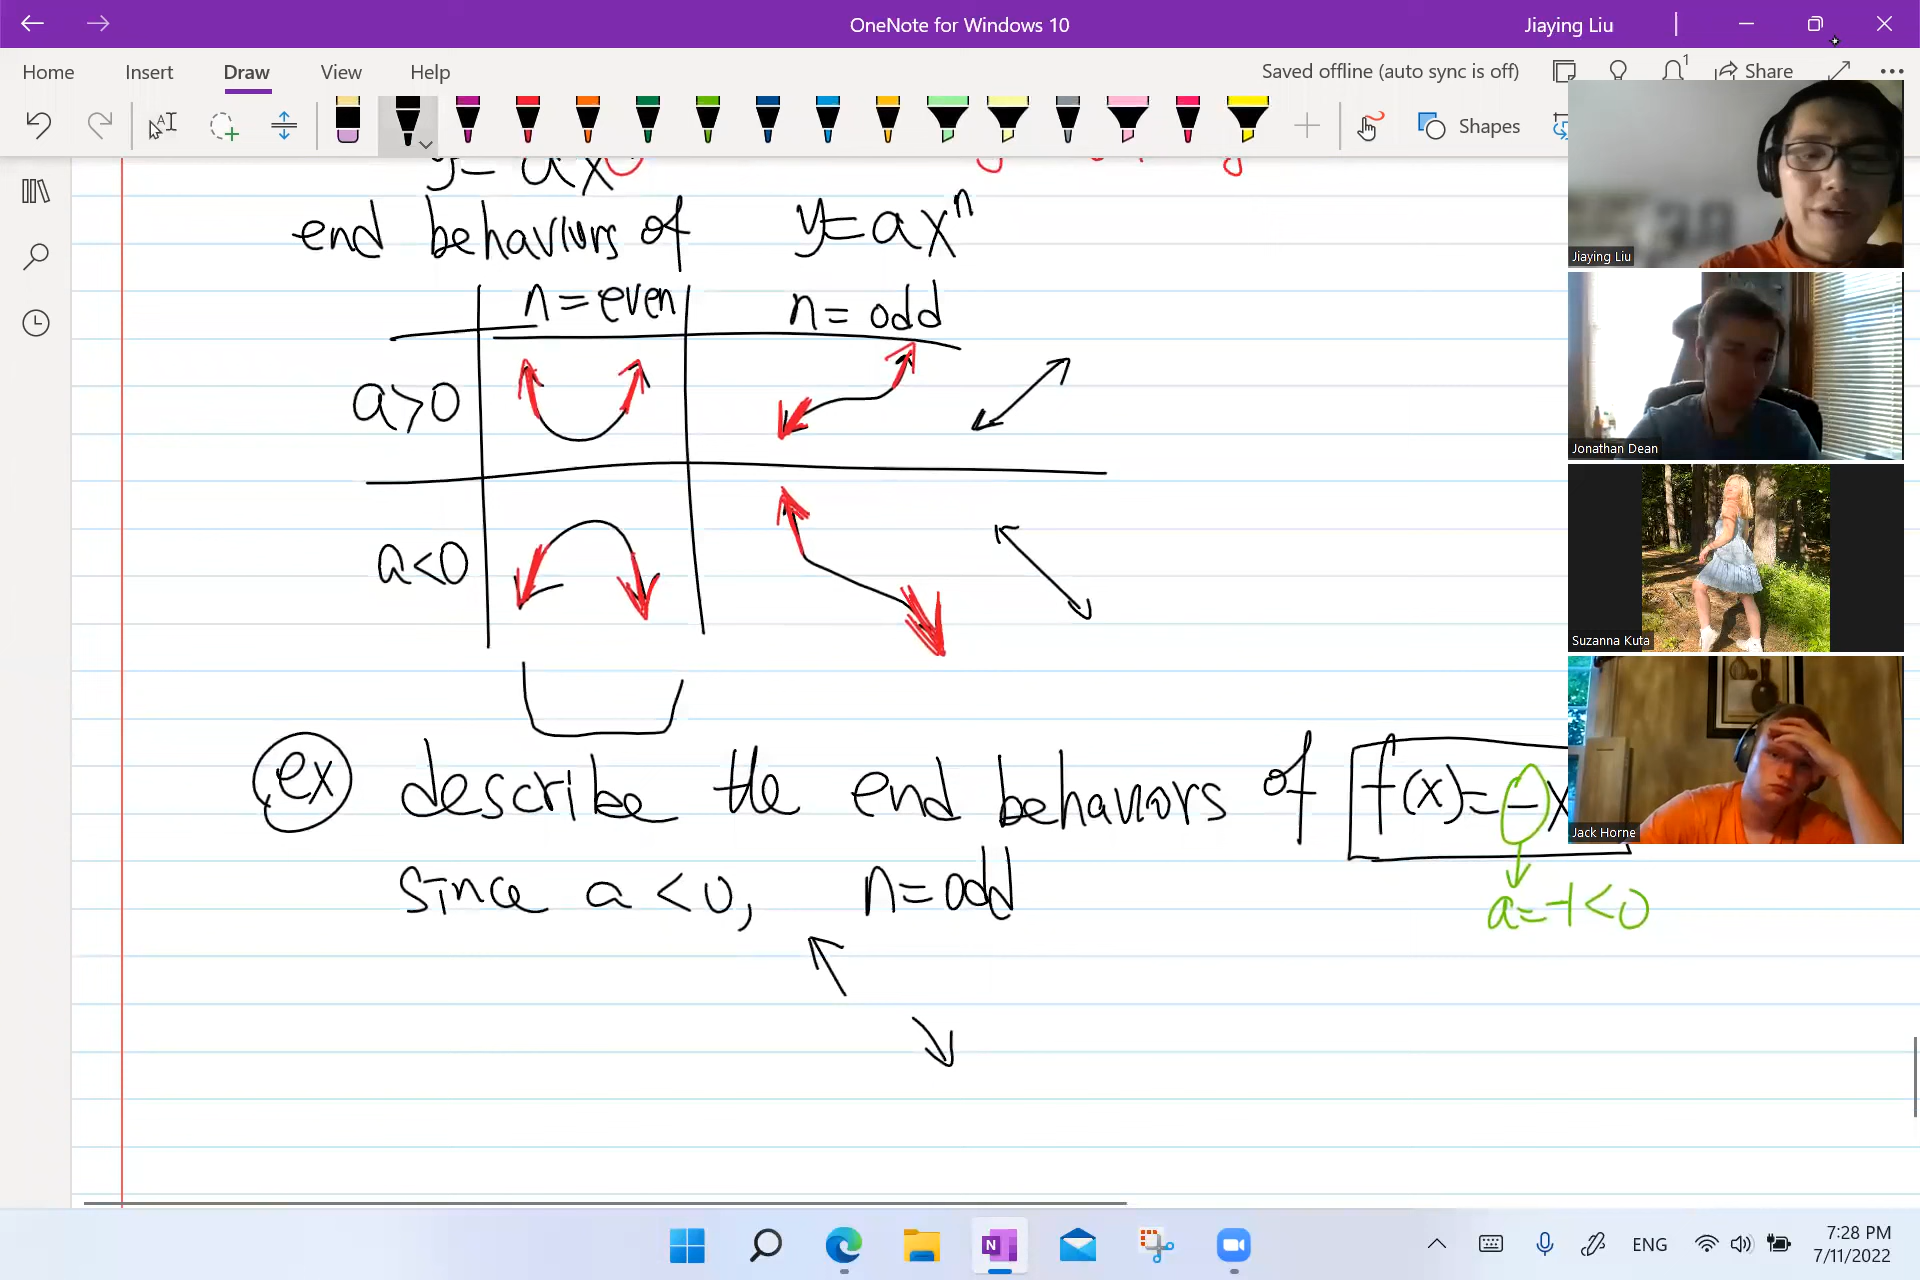 OneNote for Windows 10
Jiaying Liu
Home Insert Draw View Help
Saved offline (auto sync is off)
1
Share
Shapes
y= ax
end behaviors of y=axⁿ
n=even n= odd
a>0
a<0
ex describe the end behaviors of f(x)= -x
since a<0, n=odd
a=-1<0
Jiaying Liu
Jonathan Dean
Suzanna Kuta
Jack Horne
ENG
7:28 PM
7/11/2022